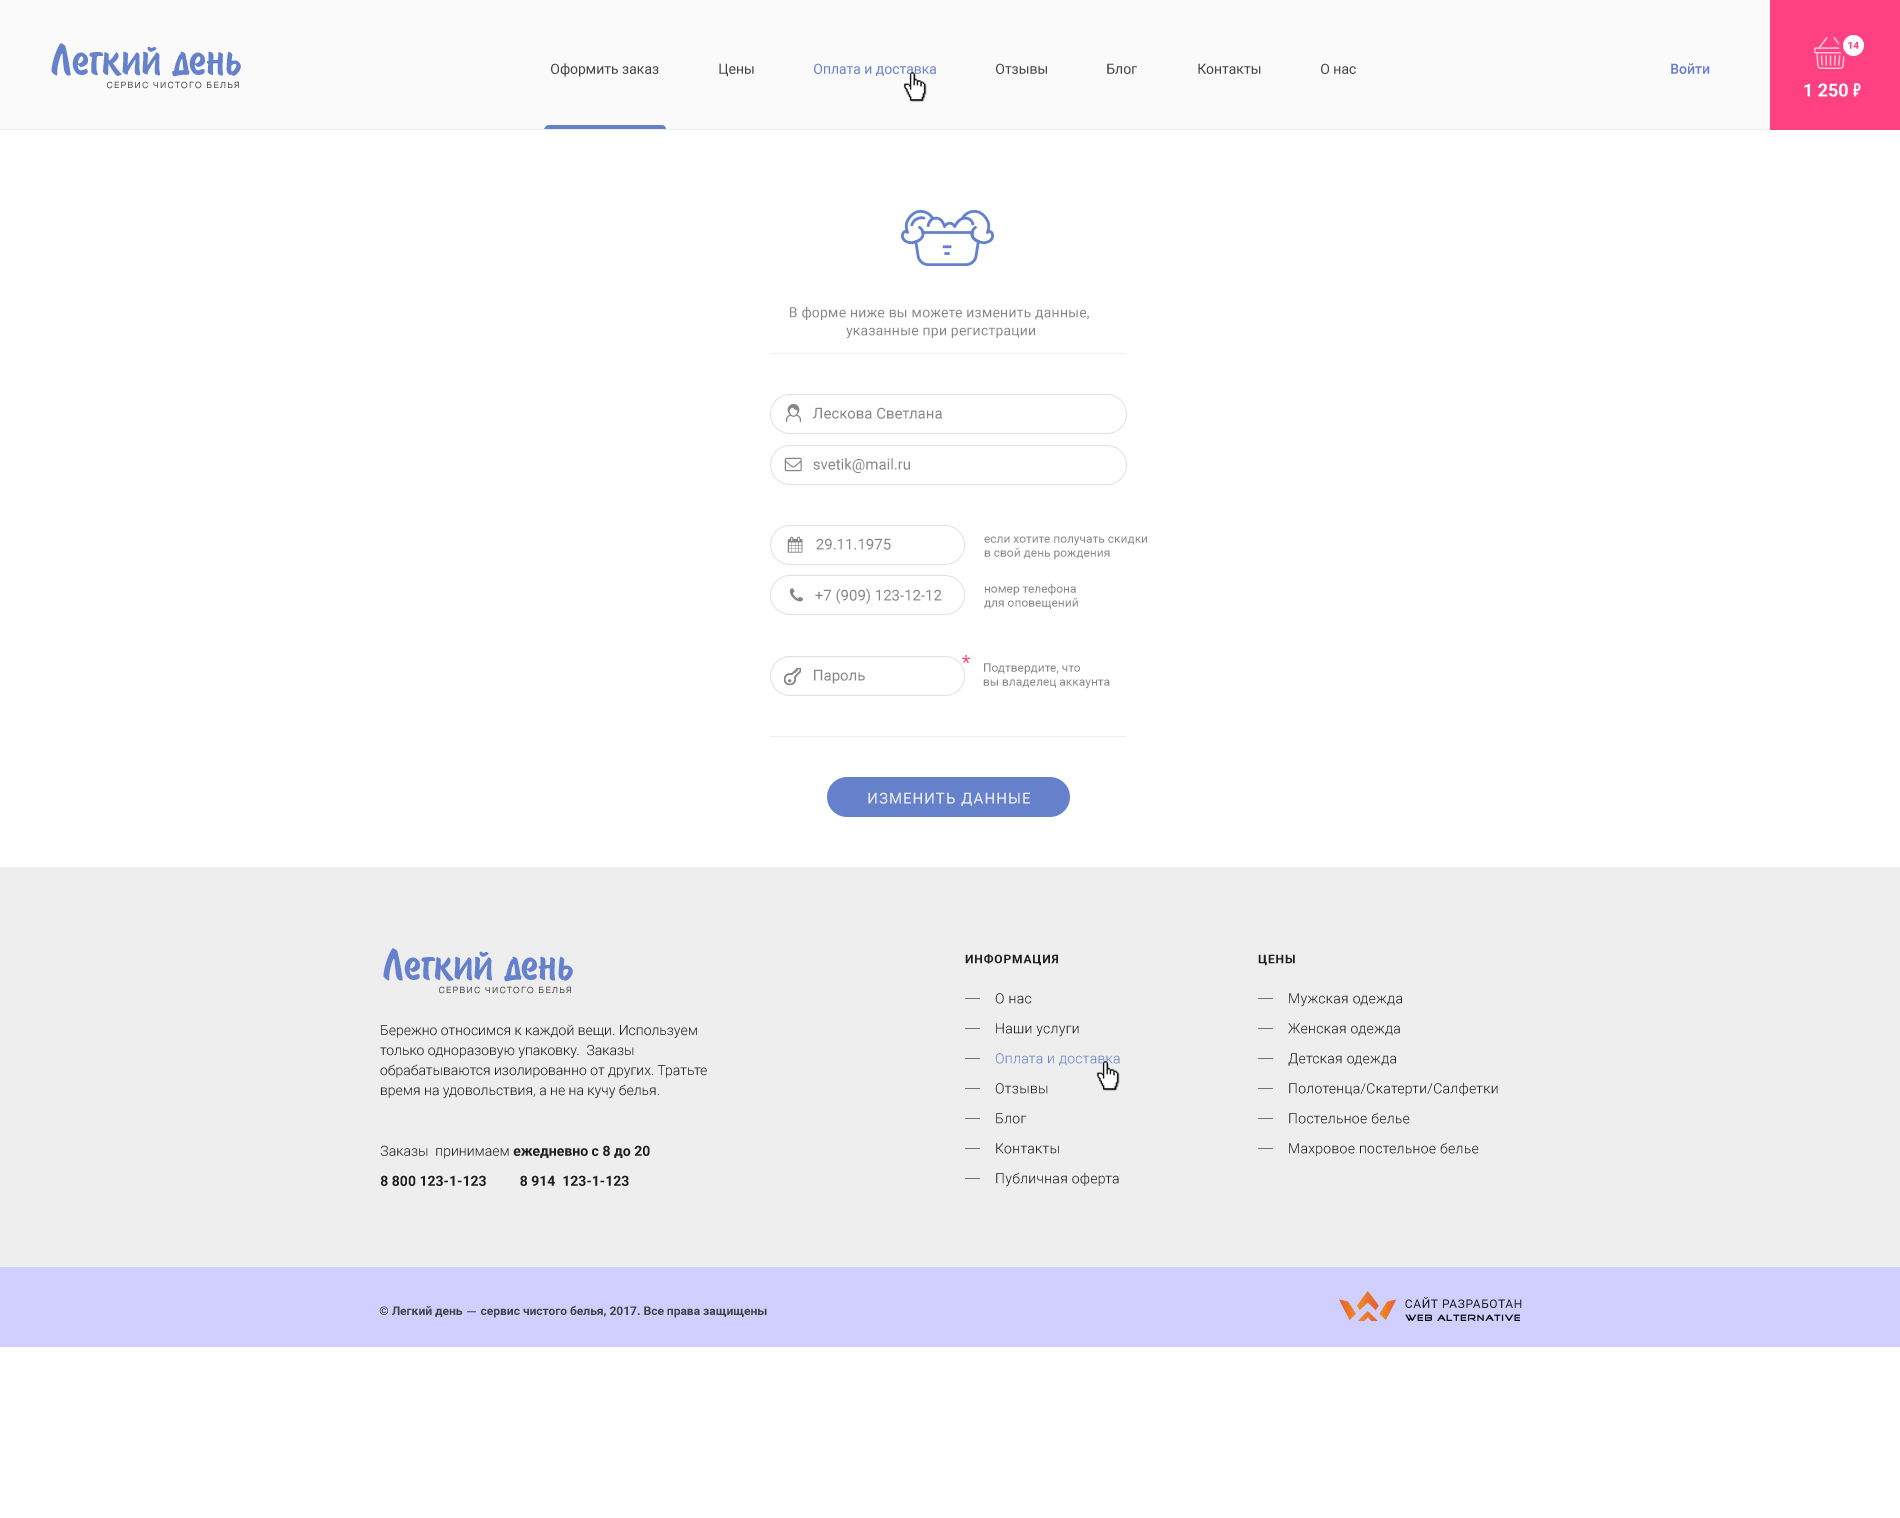 Легкий день
СЕРВИС ЧИСТОГО БЕЛЬЯ
Оформить заказ
Цены
Оплата и доставка
Отзывы
Блог
Контакты
О нас
Войти
14
1 250 ₽
В форме ниже вы можете изменить данные,
указанные при регистрации
Лескова Светлана
svetik@mail.ru
29.11.1975
если хотите получать скидки
в свой день рождения
+7 (909) 123-12-12
номер телефона
для оповещений
Пароль
*
Подтвердите, что
вы владелец аккаунта
ИЗМЕНИТЬ ДАННЫЕ
Легкий день
СЕРВИС ЧИСТОГО БЕЛЬЯ
Бережно относимся к каждой вещи. Используем
только одноразовую упаковку.  Заказы
обрабатываются изолированно от других. Тратьте
время на удовольствия, а не на кучу белья.
Заказы  принимаем ежедневно с 8 до 20
8 800 123-1-123
8 914  123-1-123
ИНФОРМАЦИЯ
— О нас
— Наши услуги
— Оплата и доставка
— Отзывы
— Блог
— Контакты
— Публичная оферта
ЦЕНЫ
— Мужская одежда
— Женская одежда
— Детская одежда
— Полотенца/Скатерти/Салфетки
— Постельное белье
— Махровое постельное белье
© Легкий день — сервис чистого белья, 2017. Все права защищены
САЙТ РАЗРАБОТАН
WEB ALTERNATIVE